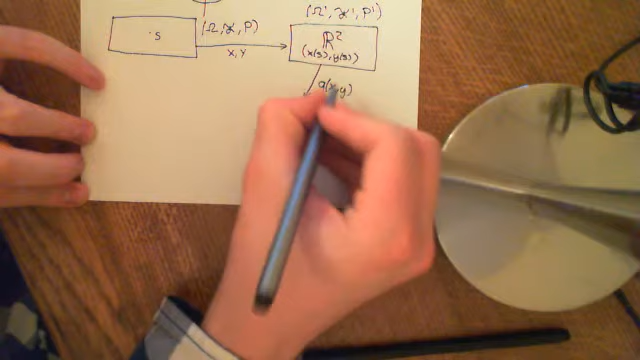 (Ω, 𝓕, P)
(Ω', 𝓕', P')
·s
x, y
ℝ²
(x(s), y(s))
g(x,y)